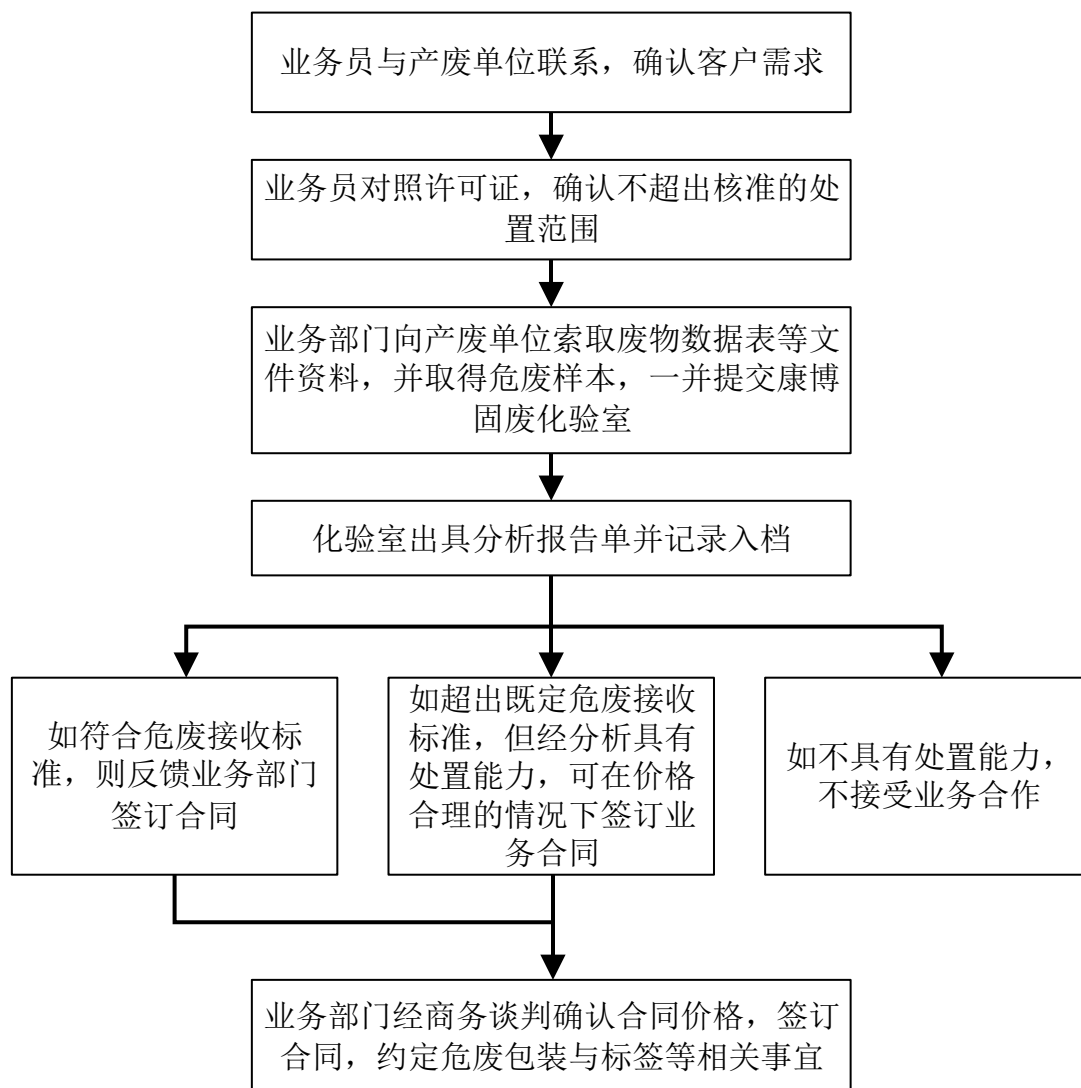 业务员与产废单位联系，确认客户需求
业务员对照许可证，确认不超出核准的处
置范围
业务部门向产废单位索取废物数据表等文
件资料，并取得危废样本，一并提交康博
固废化验室
化验室出具分析报告单并记录入档
如符合危废接收标
准，则反馈业务部门
签订合同
如超出既定危废接收
标准，但经分析具有
处置能力，可在价格
合理的情况下签订业
务合同
如不具有处置能力，
不接受业务合作
业务部门经商务谈判确认合同价格，签订
合同，约定危废包装与标签等相关事宜